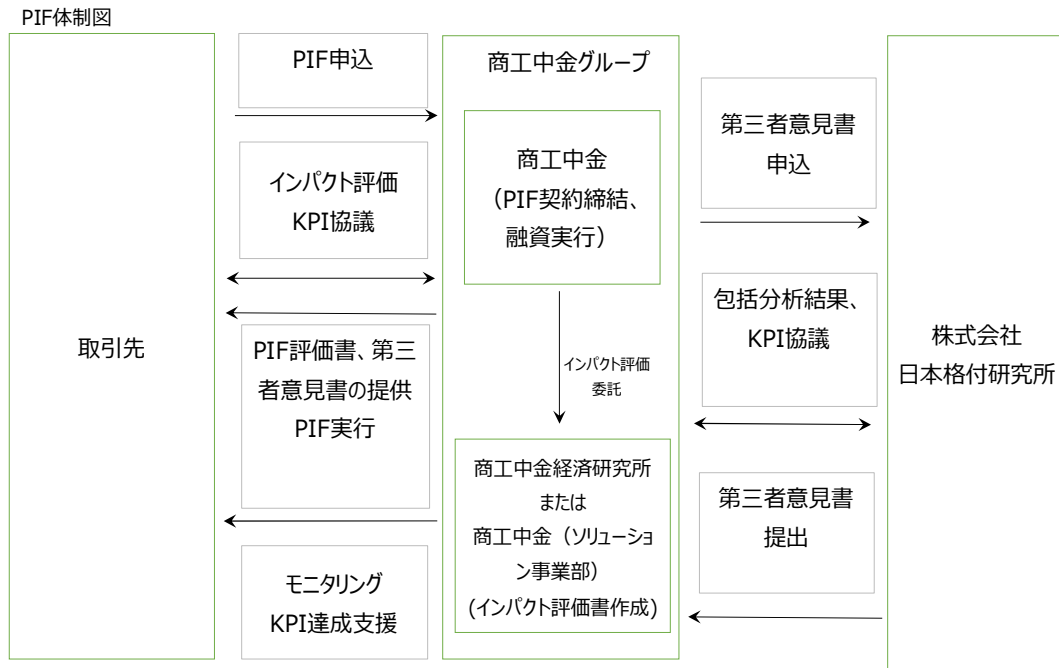 PIF体制図
取引先
PIF申込
インパクト評価
KPI協議
PIF評価書、第三
者意見書の提供
PIF実行
モニタリング
KPI達成支援
商工中金グループ
商工中金
（PIF契約締結、
融資実行）
インパクト評価
委託
商工中金経済研究所
または
商工中金（ソリューショ
ン事業部）
(インパクト評価書作成)
第三者意見書
申込
包括分析結果、
KPI協議
第三者意見書
提出
株式会社
日本格付研究所